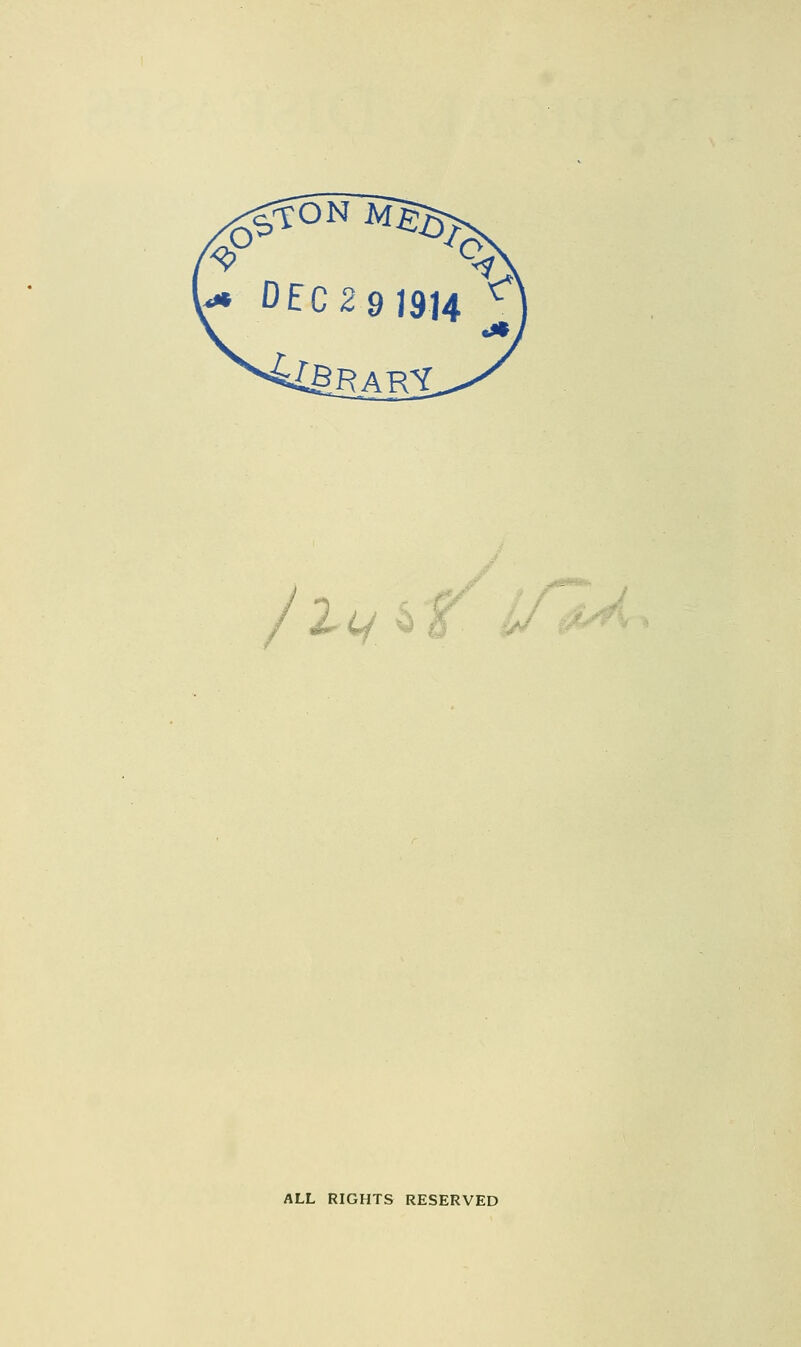 BOSTON MEDICAL
DEC 29 1914
LIBRARY
ALL RIGHTS RESERVED